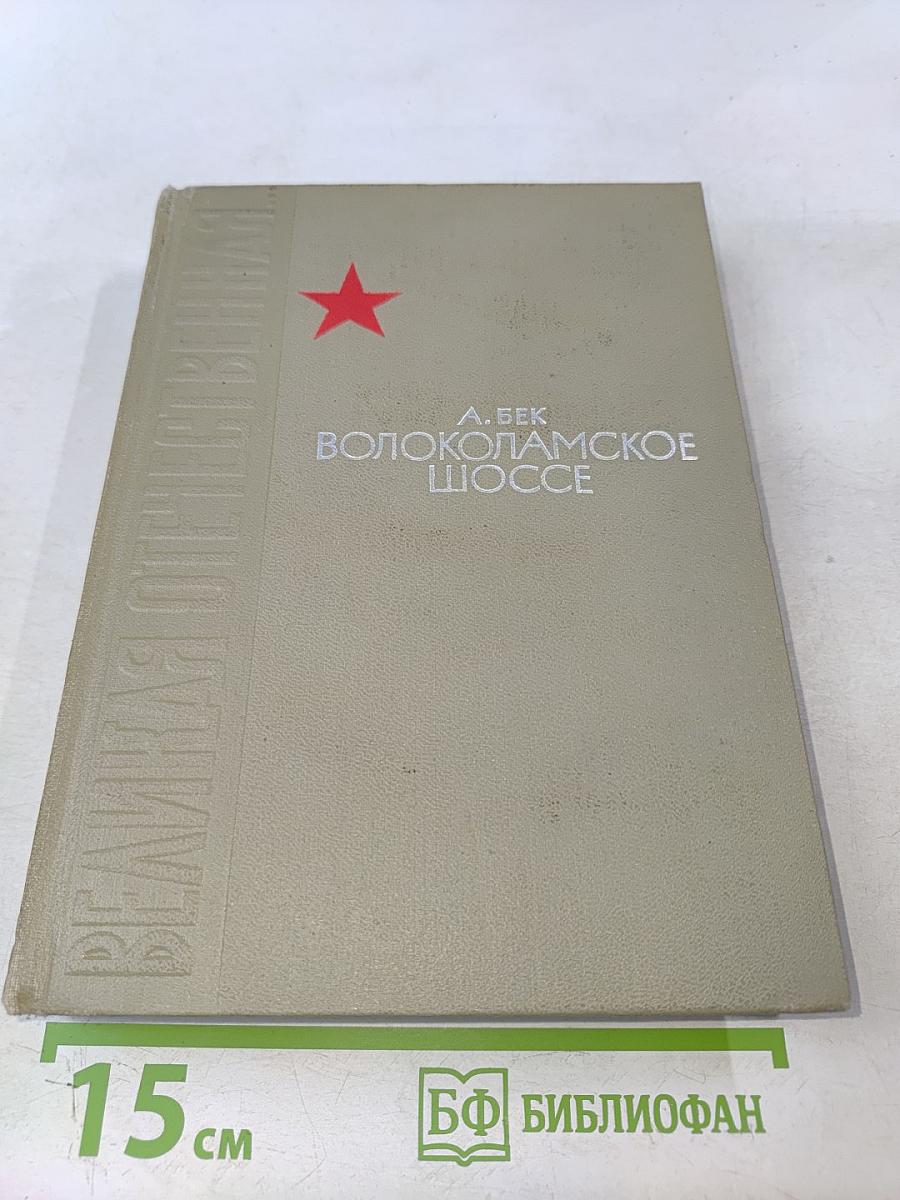 ВЕЛИКАЯ ОТЕЧЕСТВЕННАЯ...
А. БЕК
ВОЛОКОЛАМСКОЕ
ШОССЕ
15 см
БФ БИБЛИОФАН